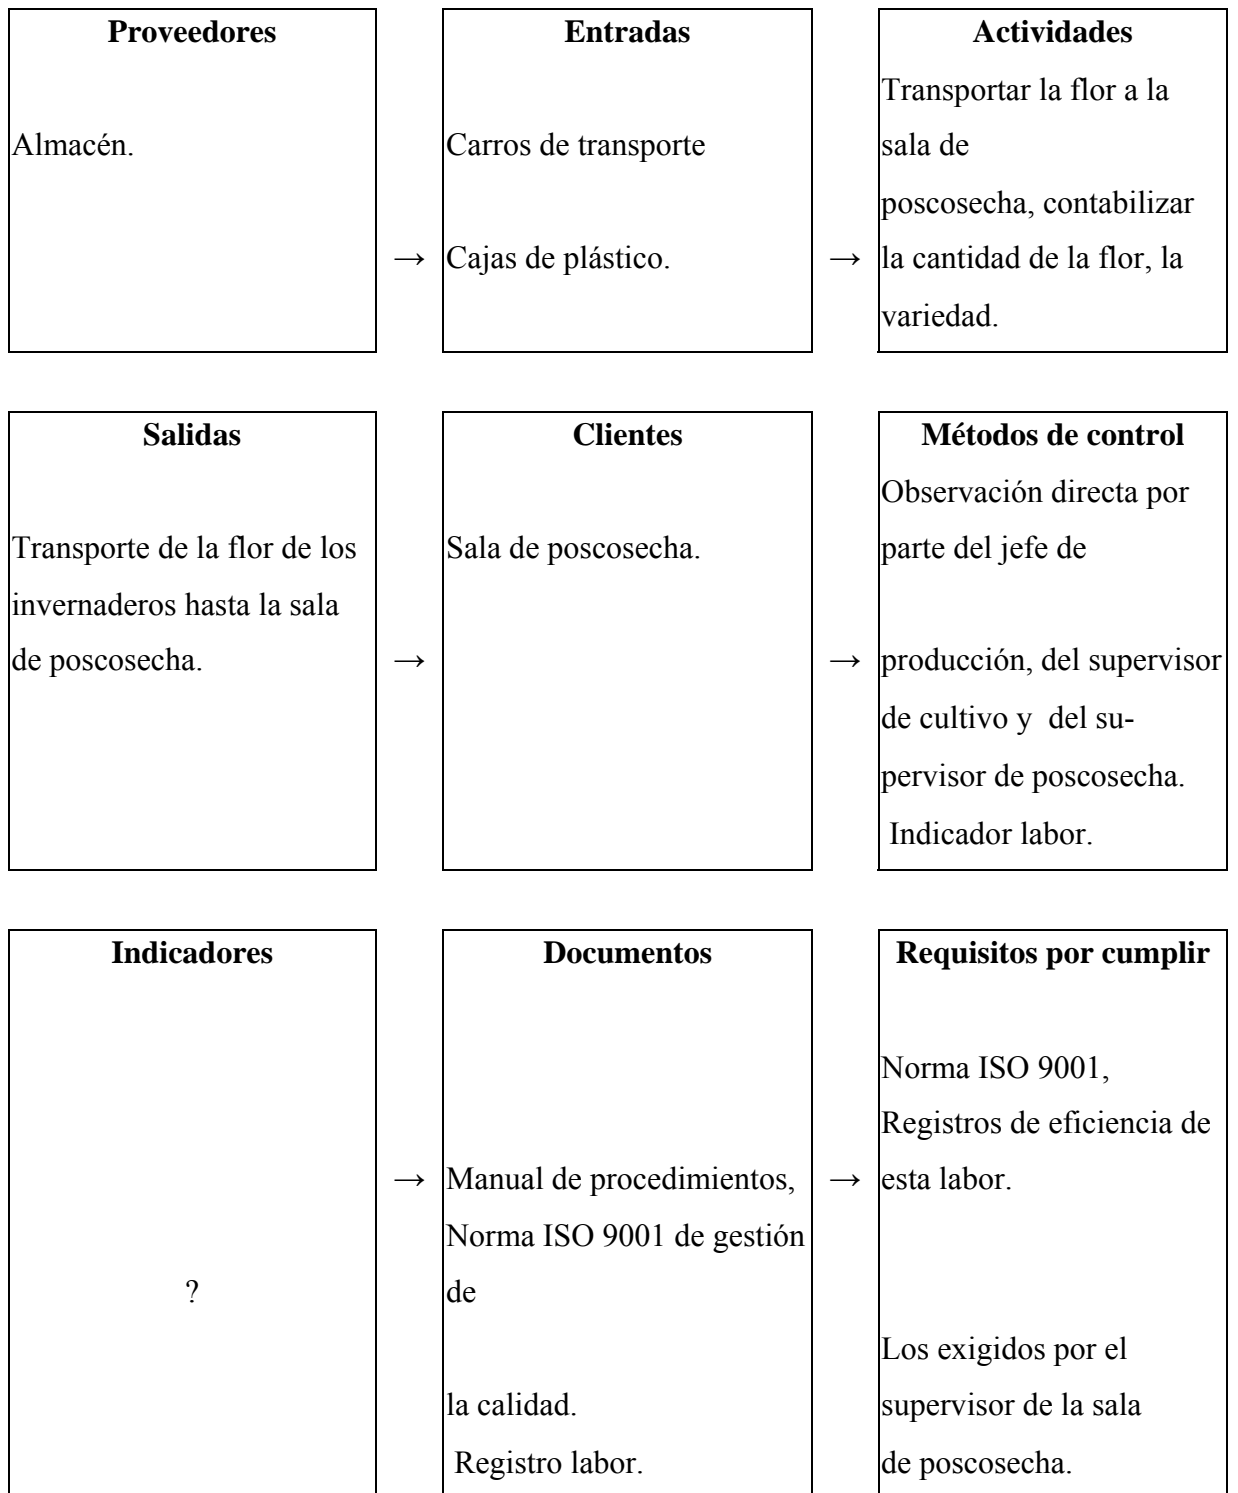 Proveedores
Almacén.
→
Entradas
Carros de transporte
Cajas de plástico.
→
Actividades
Transportar la flor a la
sala de
poscosecha, contabilizar
la cantidad de la flor, la
variedad.
Salidas
Transporte de la flor de los
invernaderos hasta la sala
de poscosecha.
→
Clientes
Sala de poscosecha.
→
Métodos de control
Observación directa por
parte del jefe de
producción, del supervisor
de cultivo y  del su-
pervisor de poscosecha.
Indicador labor.
Indicadores
?
→
Documentos
Manual de procedimientos,
Norma ISO 9001 de gestión
de
la calidad.
Registro labor.
→
Requisitos por cumplir
Norma ISO 9001,
Registros de eficiencia de
esta labor.
Los exigidos por el
supervisor de la sala
de poscosecha.